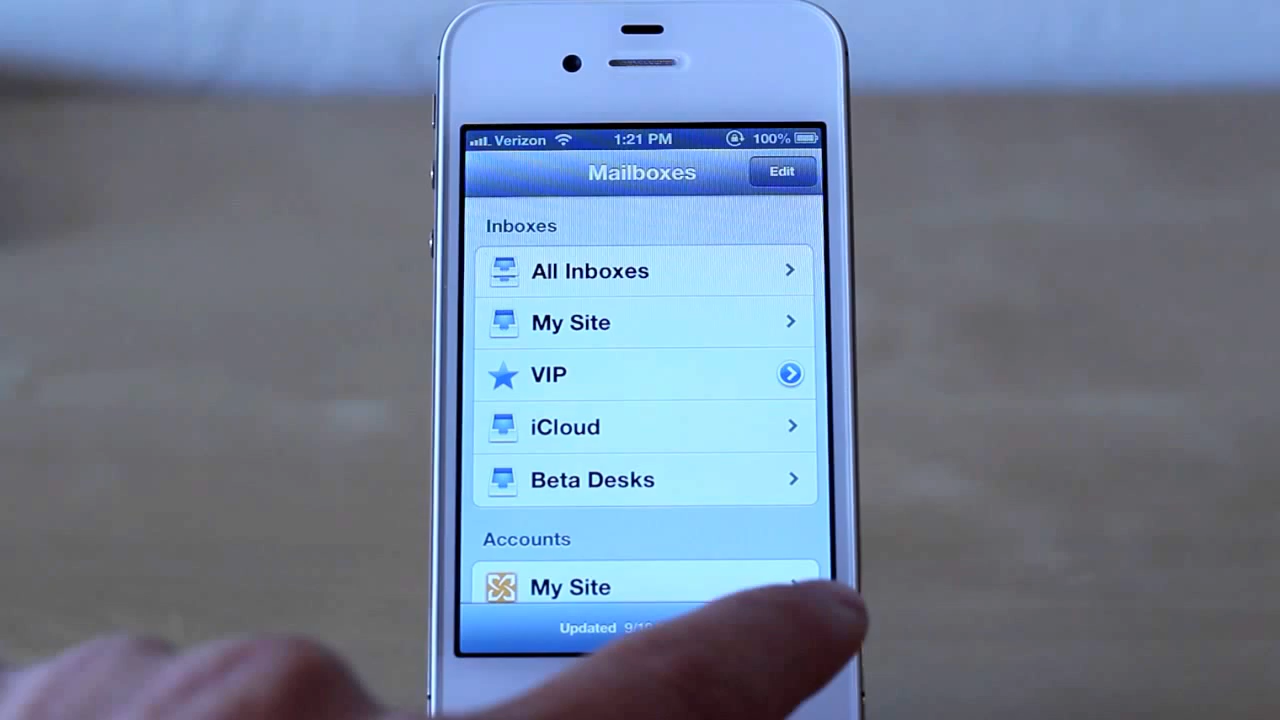 Verizon 1:21 PM 100%
Mailboxes Edit
Inboxes
All Inboxes
My Site
VIP
iCloud
Beta Desks
Accounts
My Site
Updated